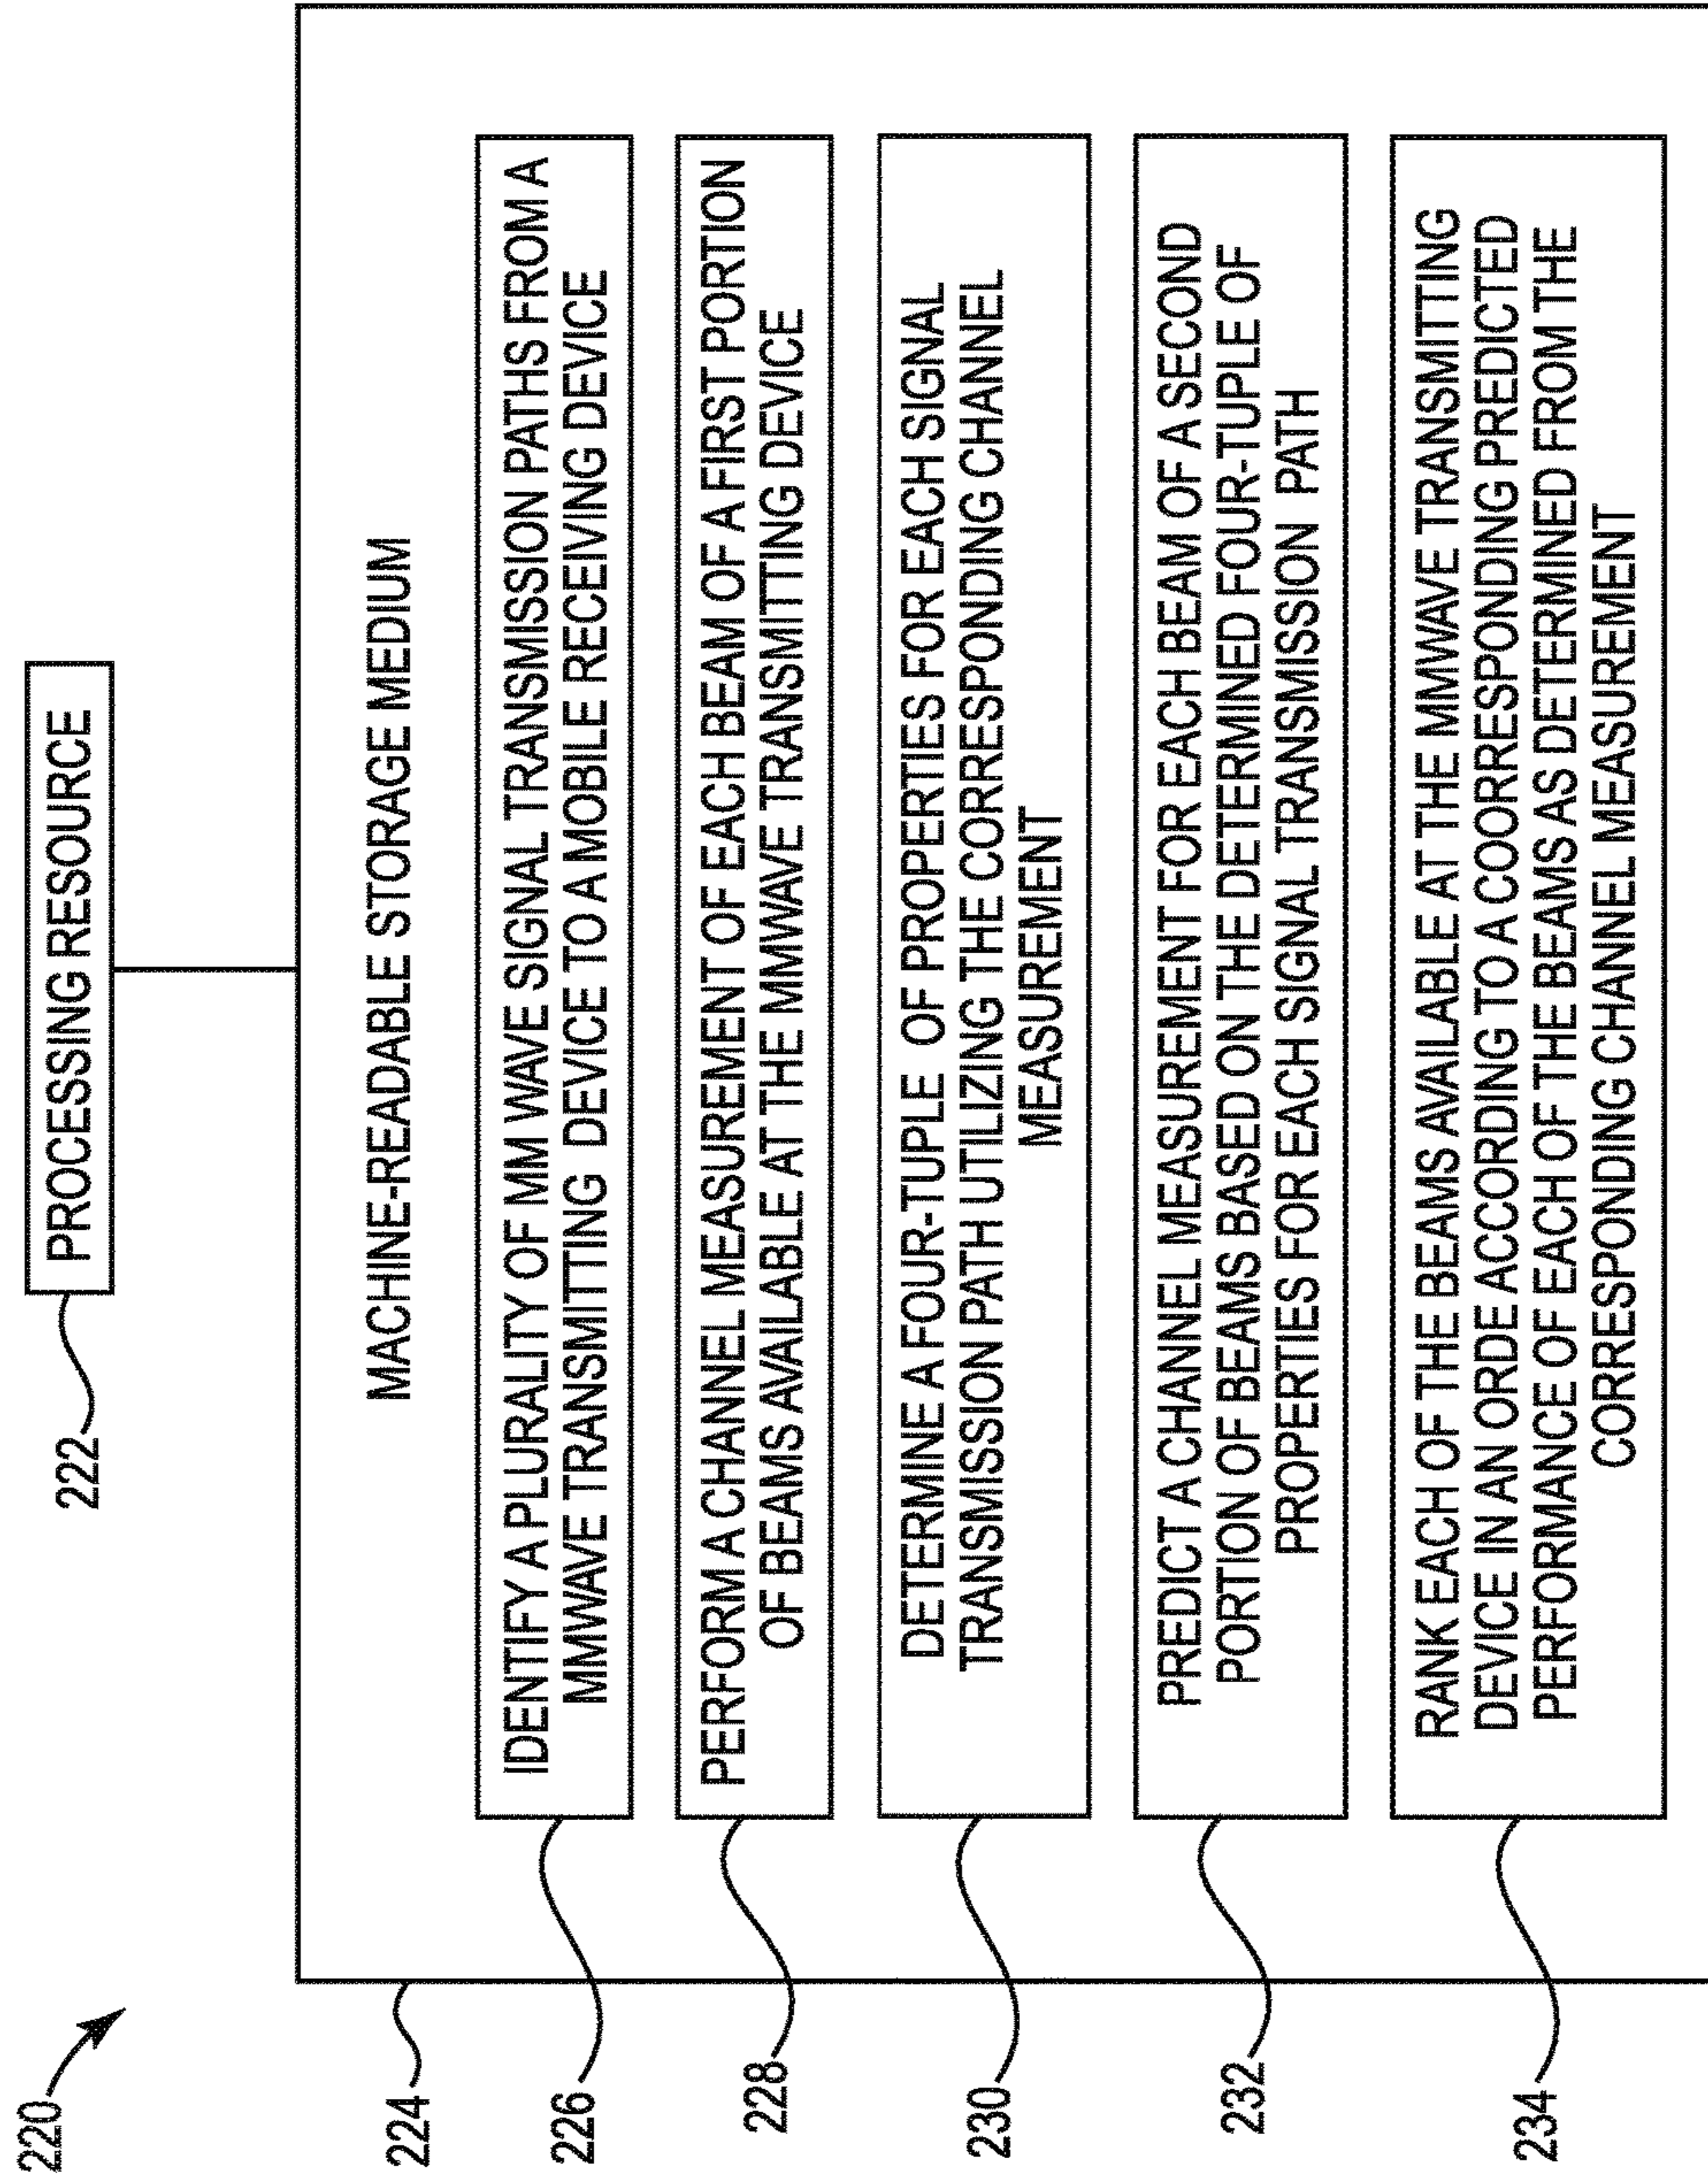 220
PROCESSING RESOURCE
222
224
MACHINE-READABLE STORAGE MEDIUM
226
IDENTIFY A PLURALITY OF MM WAVE SIGNAL TRANSMISSION PATHS FROM A
MMWAVE TRANSMITTING DEVICE TO A MOBILE RECEIVING DEVICE
228
PERFORM A CHANNEL MEASUREMENT OF EACH BEAM OF A FIRST PORTION
OF BEAMS AVAILABLE AT THE MMWAVE TRANSMITTING DEVICE
230
DETERMINE A FOUR-TUPLE OF PROPERTIES FOR EACH SIGNAL
TRANSMISSION PATH UTILIZING THE CORRESPONDING CHANNEL
MEASUREMENT
232
PREDICT A CHANNEL MEASUREMENT FOR EACH BEAM OF A SECOND
PORTION OF BEAMS BASED ON THE DETERMINED FOUR-TUPLE OF
PROPERTIES FOR EACH SIGNAL TRANSMISSION PATH
234
RANK EACH OF THE BEAMS AVAILABLE AT THE MMWAVE TRANSMITTING
DEVICE IN AN ORDE ACCORDING TO A COORRESPONDING PREDICTED
PERFORMANCE OF EACH OF THE BEAMS AS DETERMINED FROM THE
CORRESPONDING CHANNEL MEASUREMENT